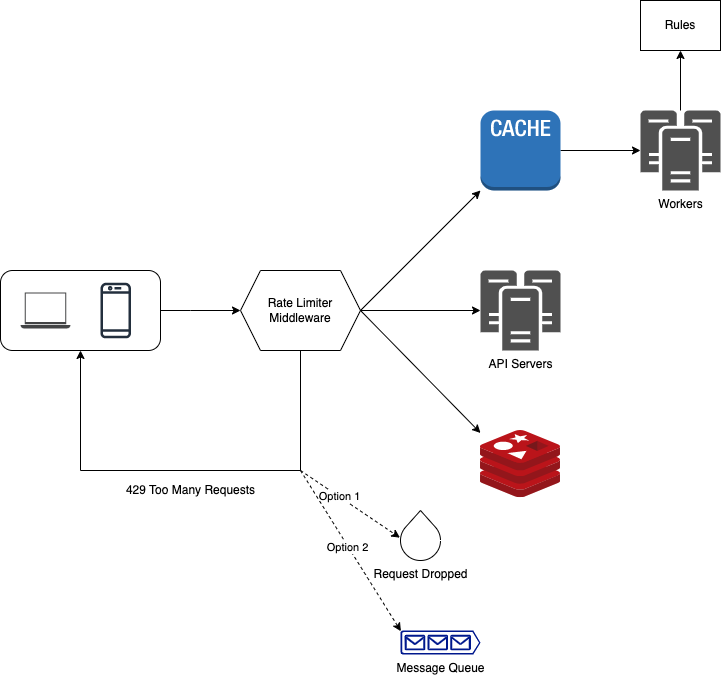 Rules
CACHE
Workers
Rate Limiter
Middleware
API Servers
429 Too Many Requests
Option 1
Option 2
Request Dropped
Message Queue